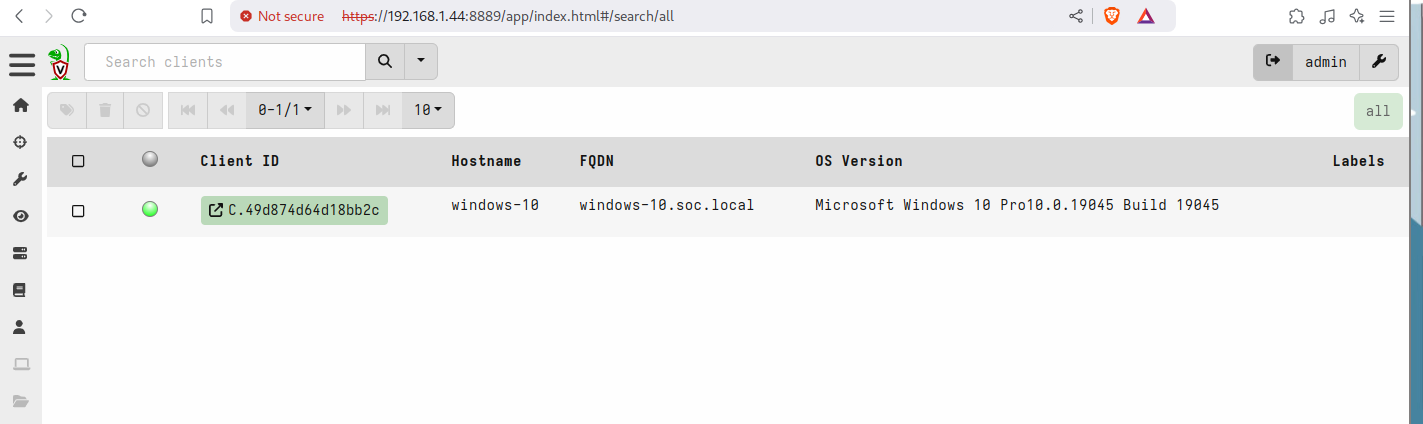 Not secure https://192.168.1.44:8889/app/index.html#/search/all
V Search clients admin
0-1/1 10 all
Client ID Hostname FQDN OS Version Labels
C.49d874d64d18bb2c windows-10 windows-10.soc.local Microsoft Windows 10 Pro10.0.19045 Build 19045